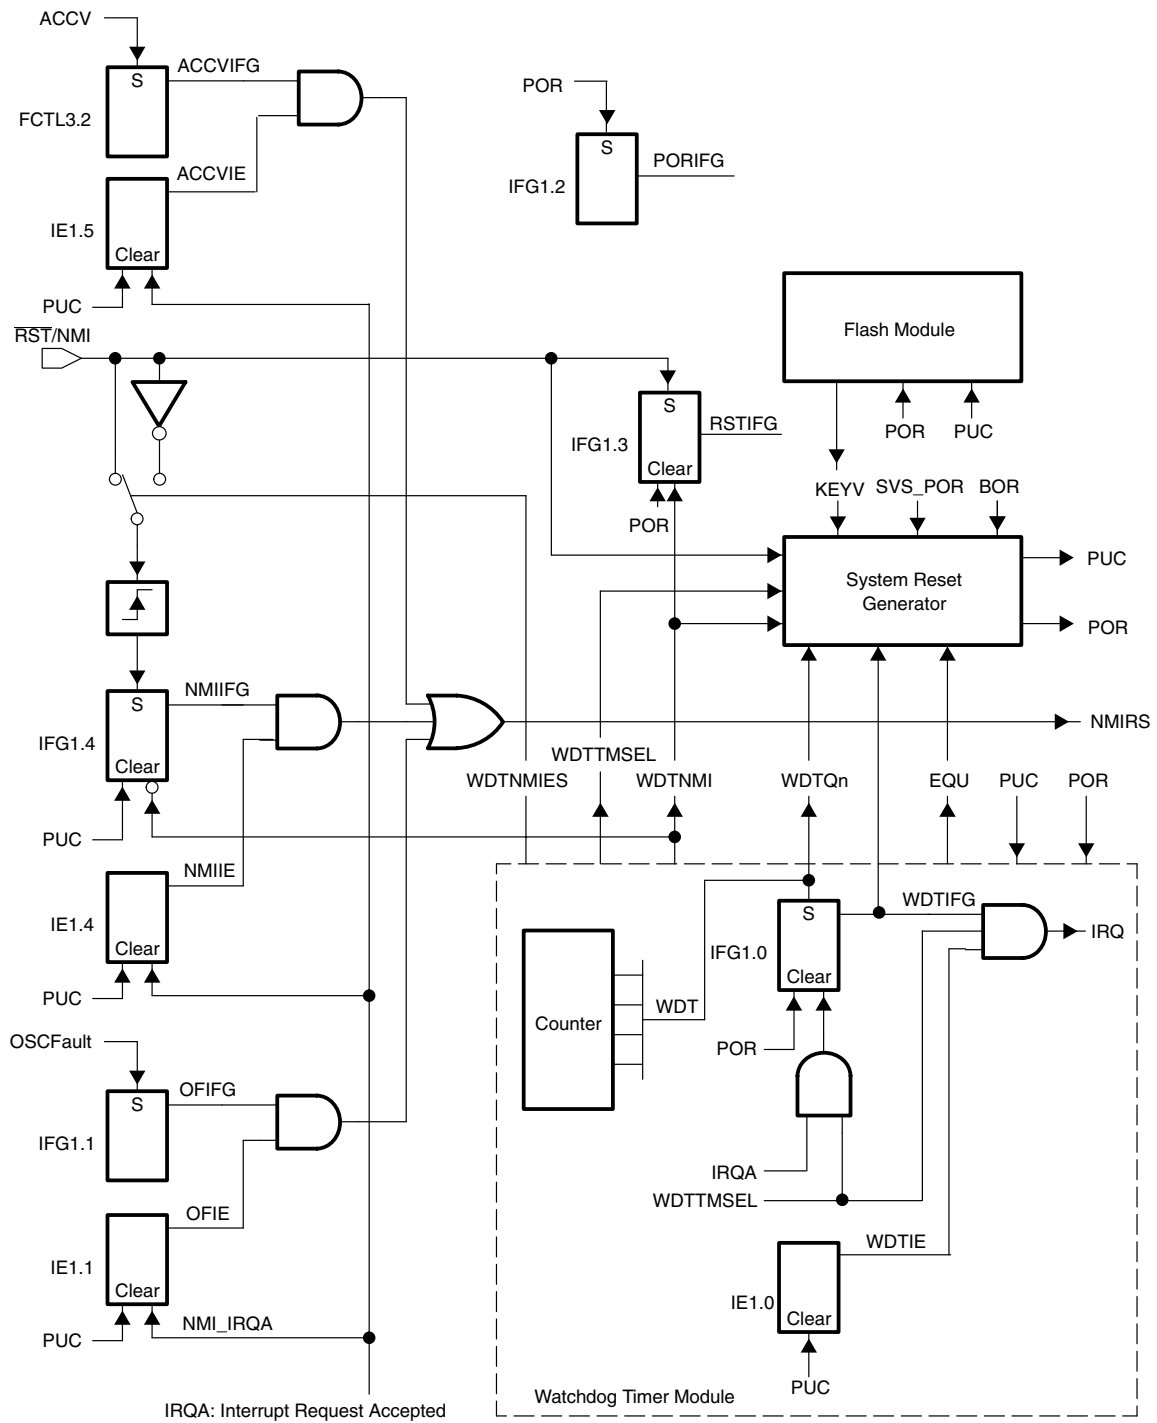 ACCV
S
ACCVIFG
FCTL3.2
ACCVIE
IE1.5
Clear
PUC
POR
S
PORIFG
IFG1.2
RST/NMI
Flash Module
POR
PUC
S
RSTIFG
IFG1.3
Clear
POR
KEYV
SVS_POR
BOR
System Reset
Generator
PUC
POR
S
NMIIFG
IFG1.4
Clear
PUC
NMIRS
WDTTMSEL
WDTNMIES
WDTNMI
WDTQn
EQU
PUC
POR
NMIIE
IE1.4
Clear
PUC
S
WDTIFG
IFG1.0
Clear
IRQ
Counter
WDT
POR
OSCFault
S
OFIFG
IFG1.1
IRQA
WDTTMSEL
OFIE
IE1.1
Clear
PUC
NMI_IRQA
WDTIE
IE1.0
Clear
PUC
Watchdog Timer Module
IRQA: Interrupt Request Accepted